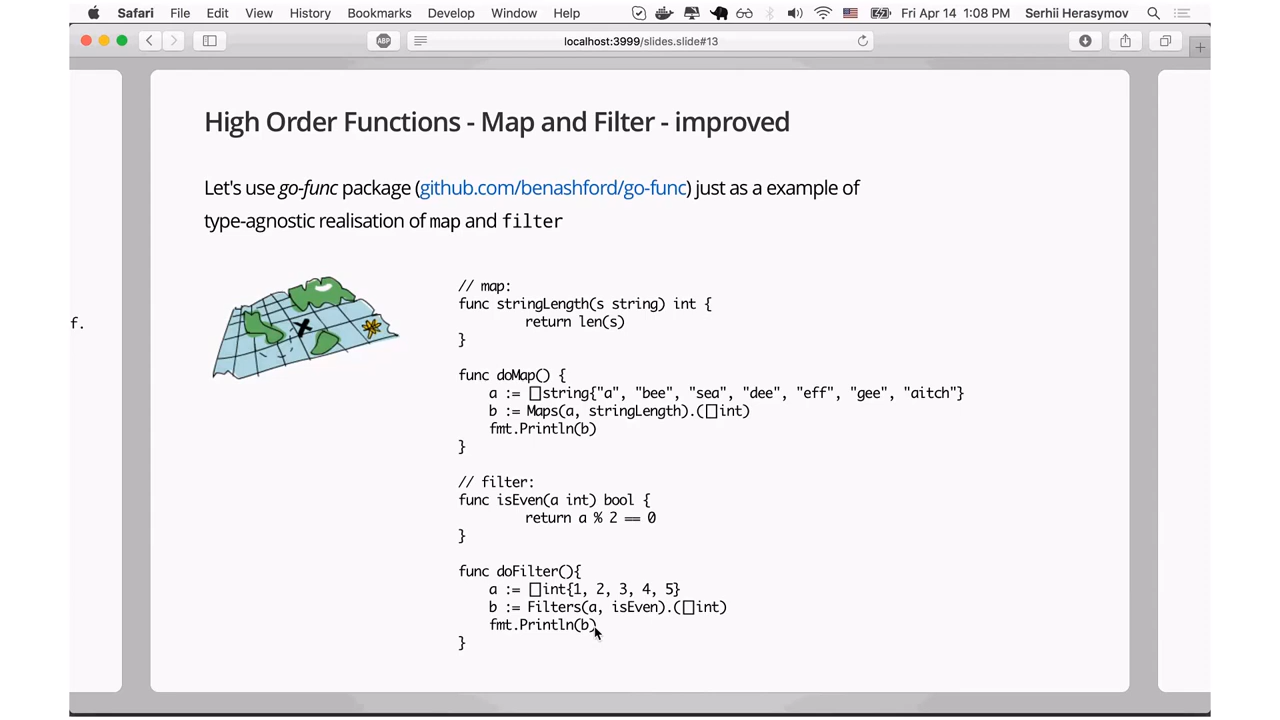 Safari File Edit View History Bookmarks Develop Window Help Fri Apr 14 1:08 PM Serhii Herasymov
ABP localhost:3999/slides.slide#13
High Order Functions - Map and Filter - improved
Let's use go-func package (github.com/benashford/go-func) just as a example of
type-agnostic realisation of map and filter
f.
// map:
func stringLength(s string) int {
return len(s)
}
func doMap() {
a := []string{"a", "bee", "sea", "dee", "eff", "gee", "aitch"}
b := Maps(a, stringLength).([]int)
fmt.Println(b)
}
// filter:
func isEven(a int) bool {
return a % 2 == 0
}
func doFilter(){
a := []int{1, 2, 3, 4, 5}
b := Filters(a, isEven).([]int)
fmt.Println(b)
}